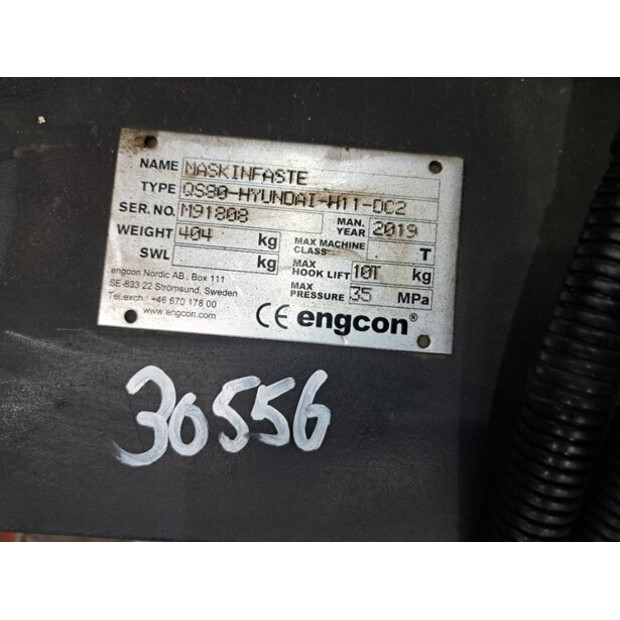 NAME MASKINFASTE
TYPE QS80-HYUNDAI-H11-DC2
SER. NO. M91808 MAN. YEAR 2019
WEIGHT 404 kg MAX MACHINE CLASS T
SWL kg MAX HOOK LIFT 10T kg
MAX PRESSURE 35 MPa
engcon Nordic AB, Box 111
SE-833 22 Strömsund, Sweden
Tel.exch.: +46 670 178 00
www.engcon.com
CE engcon®
30556